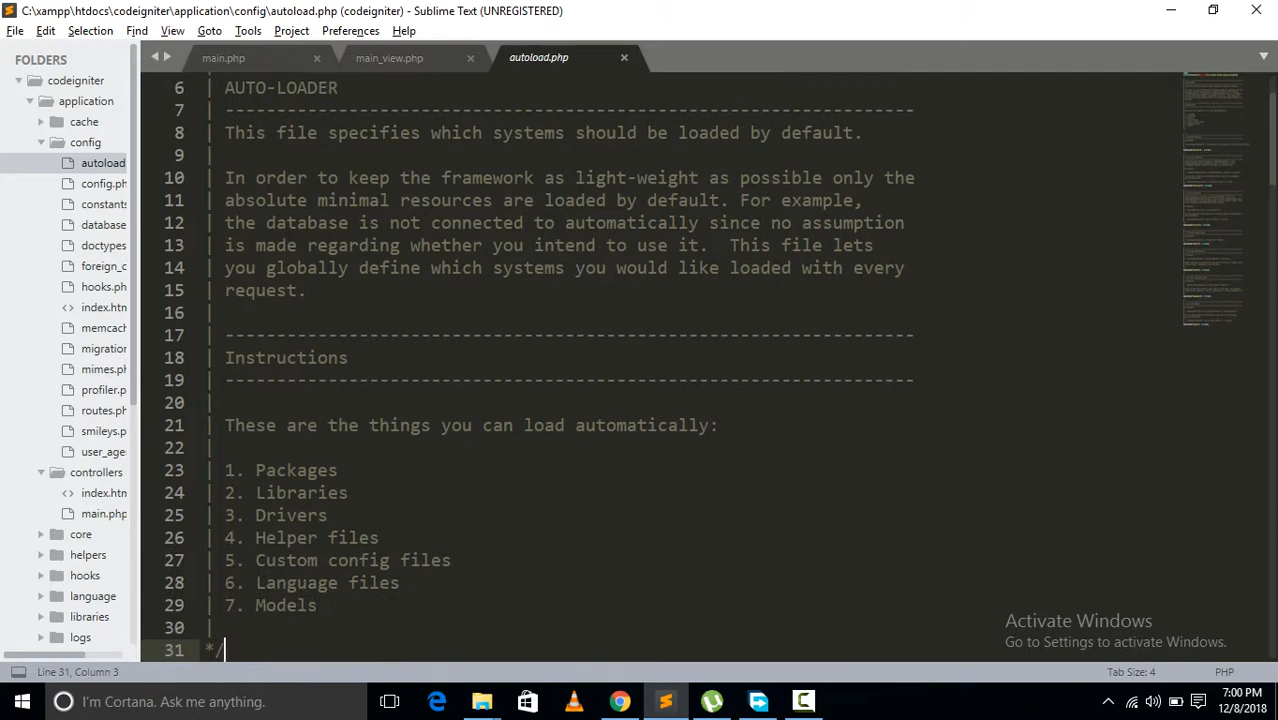 C:\xampp\htdocs\codeigniter\application\config\autoload.php (codeigniter) - Sublime Text (UNREGISTERED)
File Edit Selection Find View Goto Tools Project Preferences Help
FOLDERS
codeigniter
application
cache
config
autoload
config.ph
constants
database
doctypes
foreign_c
hooks.ph
index.htn
memcach
migration
mimes.ph
profiler.p
routes.ph
smileys.p
user_age
controllers
index.htn
main.php
core
helpers
hooks
language
libraries
logs
main.php main_view.php autoload.php
6 | AUTO-LOADER
7 | -------------------------------------------------------------------
8 | This file specifies which systems should be loaded by default.
9 |
10 | In order to keep the framework as light-weight as possible only the
11 | absolute minimal resources are loaded by default. For example,
12 | the database is not connected to automatically since no assumption
13 | is made regarding whether you intend to use it.  This file lets
14 | you globally define which systems you would like loaded with every
15 | request.
16 |
17 | -------------------------------------------------------------------
18 | Instructions
19 | -------------------------------------------------------------------
20 |
21 | These are the things you can load automatically:
22 |
23 | 1. Packages
24 | 2. Libraries
25 | 3. Drivers
26 | 4. Helper files
27 | 5. Custom config files
28 | 6. Language files
29 | 7. Models
30 |
31 */
Activate Windows
Go to Settings to activate Windows.
Line 31, Column 3 Tab Size: 4 PHP
I'm Cortana. Ask me anything.
7:00 PM
12/8/2018